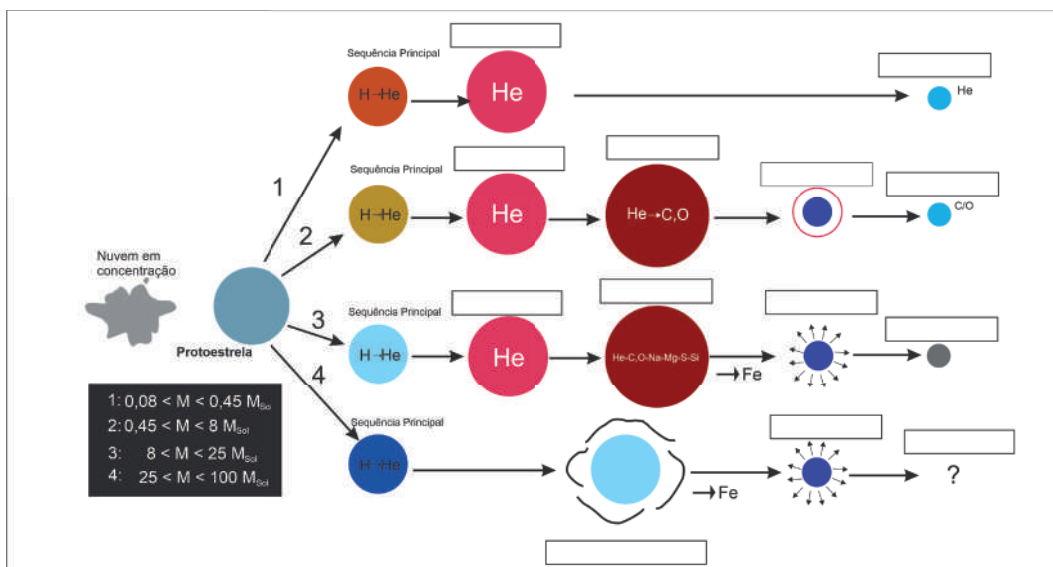 Sequência Principal
H→He
He
He
1
Sequência Principal
H→He
He
He→C,O
C/O
2
Nuvem em
concentração
Protoestrela
3
Sequência Principal
H→He
He
He-C,O-Na-Mg-S-Si
→Fe
4
Sequência Principal
H→He
→Fe
?
1: 0,08 < M < 0,45 MSol
2: 0,45 < M < 8 MSol
3: 8 < M < 25 MSol
4: 25 < M < 100 MSol